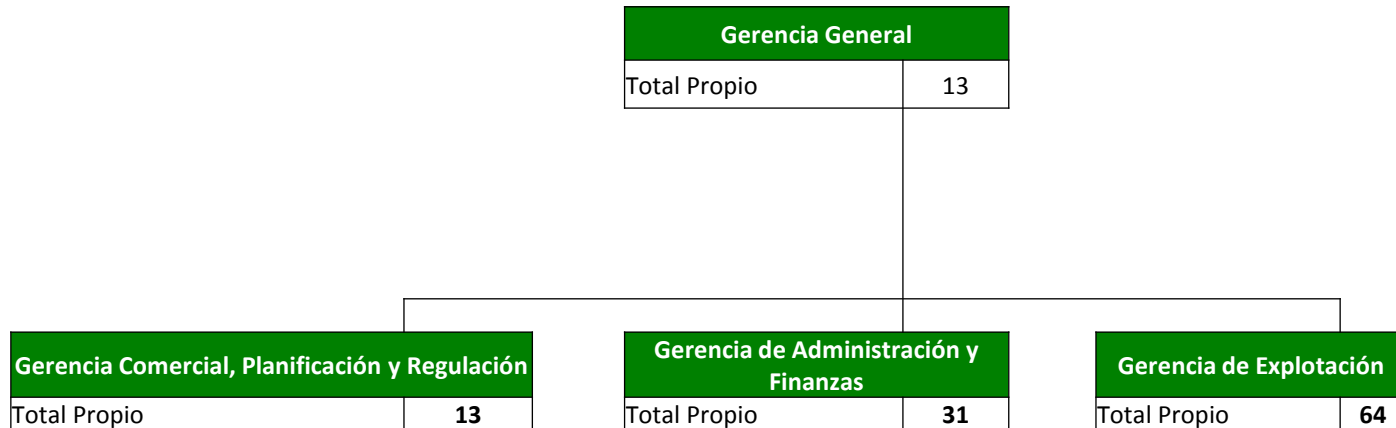 Gerencia General
Total Propio 13
Gerencia Comercial, Planificación y Regulación
Total Propio 13
Gerencia de Administración y
Finanzas
Total Propio 31
Gerencia de Explotación
Total Propio 64